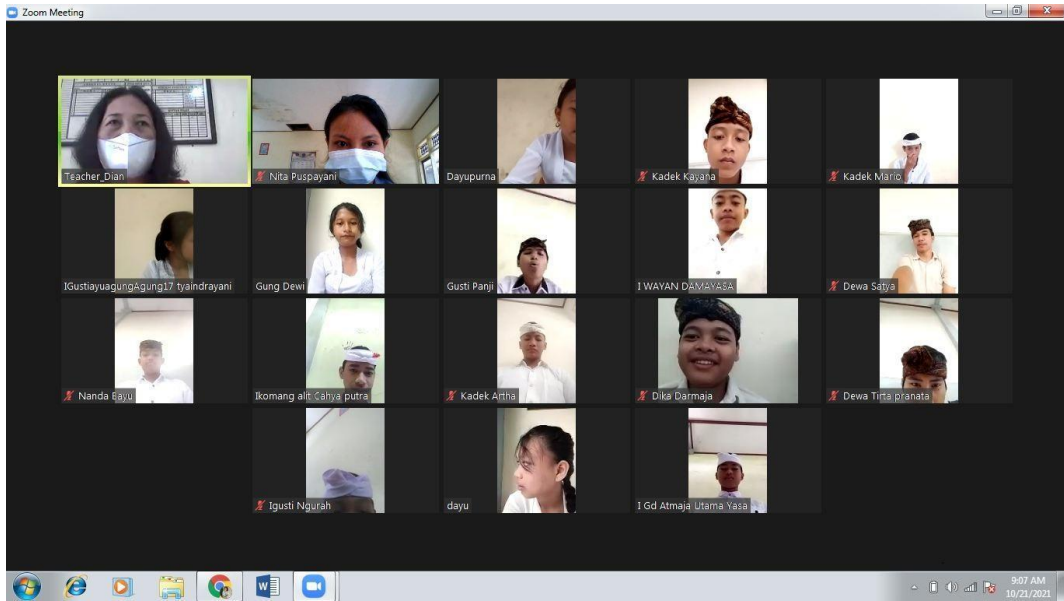 Zoom Meeting
Teacher_Dian
Nita Puspayani
Dayupurna
Kadek Kayana
Kadek Mario
IGustiayuagungAgung17 tyaindrayani
Gung Dewi
Gusti Panji
I WAYAN DAMAYASA
Dewa Satya
Nanda Bayu
Ikomang alit Cahya putra
Kadek Artha
Dika Darmaja
Dewa Tirta pranata
Igusti Ngurah
dayu
I Gd Atmaja Utama Yasa
9:07 AM
10/21/2021